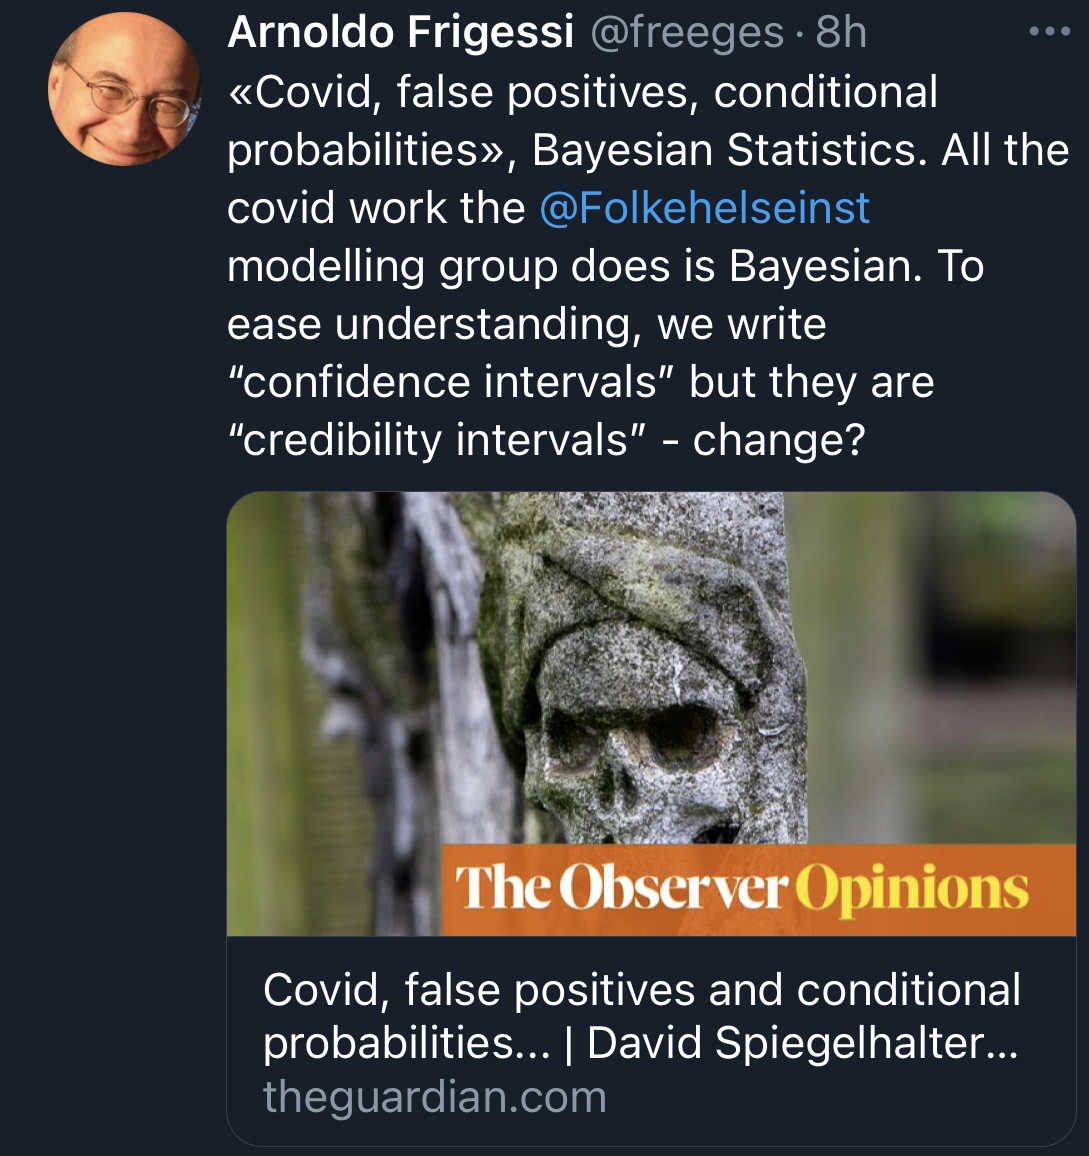 Arnoldo Frigessi @freeges · 8h
«Covid, false positives, conditional
probabilities», Bayesian Statistics. All the
covid work the @Folkehelseinst
modelling group does is Bayesian. To
ease understanding, we write
“confidence intervals” but they are
“credibility intervals” - change?
The Observer Opinions
Covid, false positives and conditional
probabilities... | David Spiegelhalter...
theguardian.com